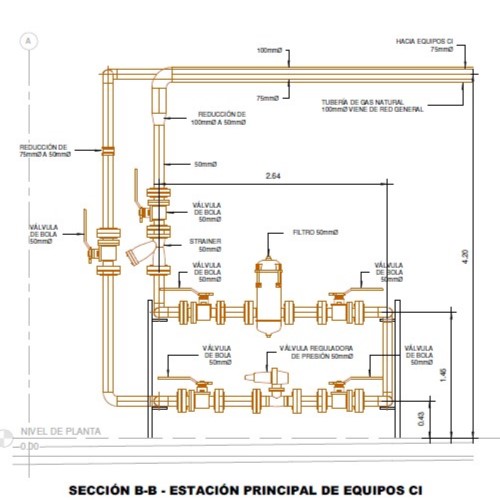 A
100mmØ
HACIA EQUIPOS CI
75mmØ
75mmØ
TUBERÍA DE GAS NATURAL
100mmØ VIENE DE RED GENERAL
REDUCCIÓN DE
100mmØ A 50mmØ
REDUCCIÓN DE
75mmØ A 50mmØ
50mmØ
2.64
VÁLVULA
DE BOLA
50mmØ
VÁLVULA
DE BOLA
50mmØ
STRAINER
50mmØ
FILTRO 50mmØ
4.20
VÁLVULA
DE BOLA
50mmØ
VÁLVULA
DE BOLA
50mmØ
VÁLVULA
DE BOLA
50mmØ
VÁLVULA REGULADORA
DE PRESIÓN 50mmØ
VÁLVULA
DE BOLA
50mmØ
1.45
0.43
NIVEL DE PLANTA
0.00
SECCIÓN B-B - ESTACIÓN PRINCIPAL DE EQUIPOS CI